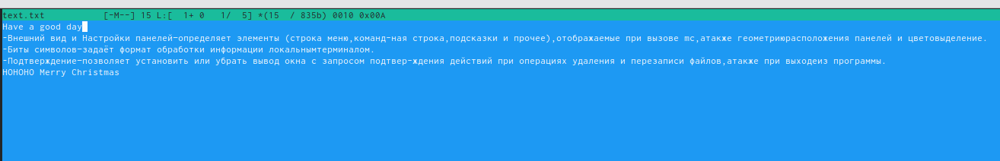 text.txt [-M--] 15 L:[ 1+ 0 1/ 5] *(15 / 835b) 0010 0x00A
Have a good day
-Внешний вид и Настройки панелей-определяет элементы (строка меню,команд-ная строка,подсказки и прочее),отображаемые при вызове mc,атакже геометриюрасположения панелей и цветовыделение.
-Биты символов-задаёт формат обработки информации локальнымтерминалом.
-Подтверждение-позволяет установить или убрать вывод окна с запросом подтвер-ждения действий при операциях удаления и перезаписи файлов,атакже при выходеиз программы.
HOHOHO Merry Christmas